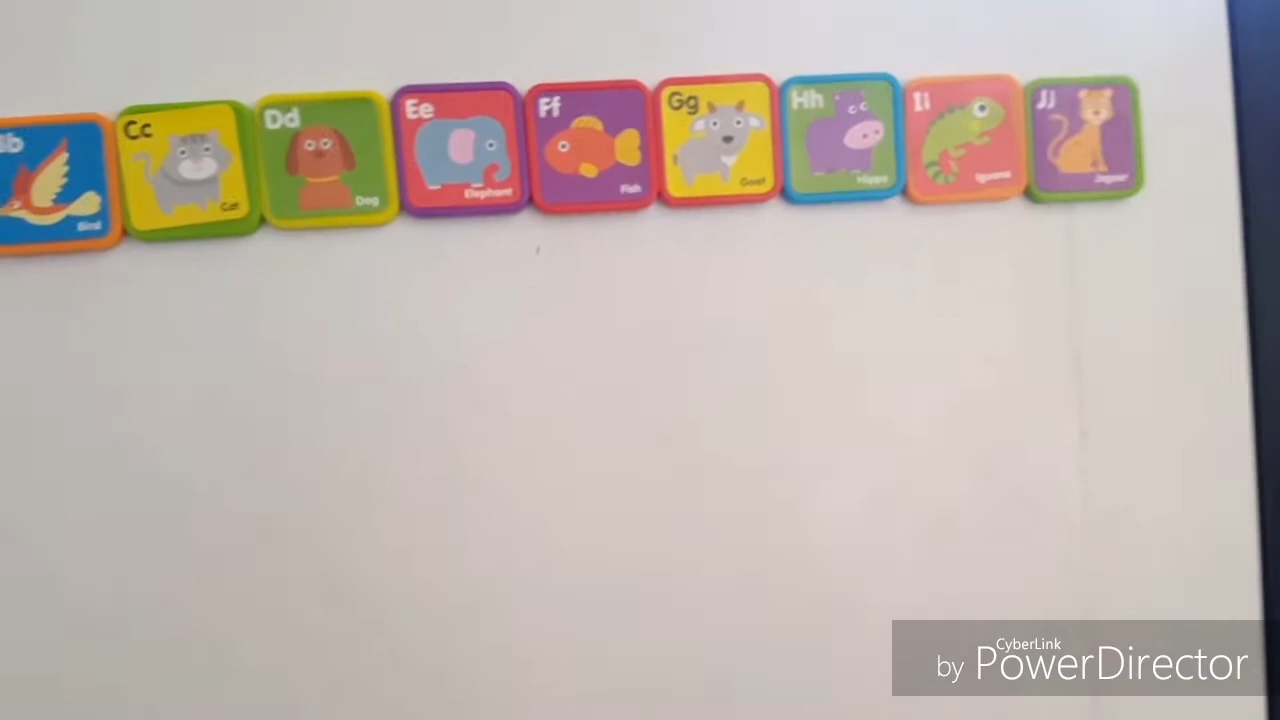 Bb
Bird
Cc
Cat
Dd
Dog
Ee
Elephant
Ff
Fish
Gg
Goat
Hh
Hippo
Ii
Iguana
Jj
Jaguar
by CyberLink PowerDirector